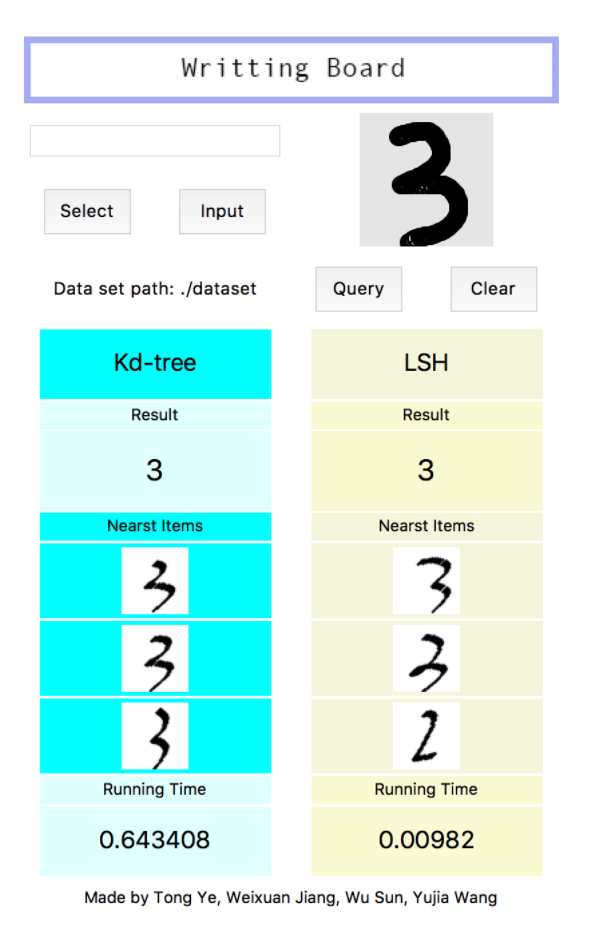 Writting Board
3
Select Input
Data set path: ./dataset Query Clear
Kd-tree LSH
Result Result
3 3
Nearst Items Nearst Items
3 3
3 3
3 2
Running Time Running Time
0.643408 0.00982
Made by Tong Ye, Weixuan Jiang, Wu Sun, Yujia Wang